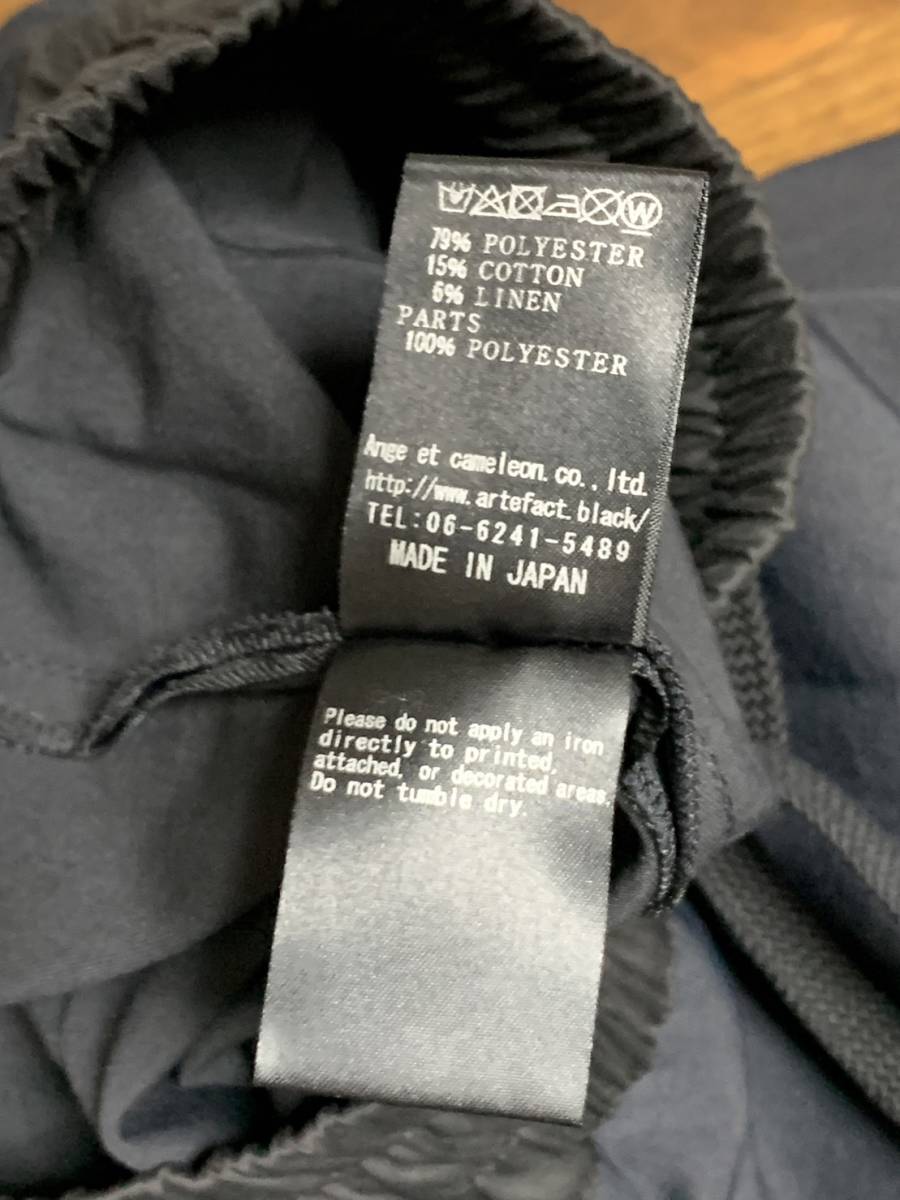 W
79% POLYESTER
15% COTTON
6% LINEN
PARTS
100% POLYESTER
Ange et cameleon. co., ltd.
http://www.artefact.black/
TEL:06-6241-5489
MADE IN JAPAN
Please do not apply an iron
directly to printed,
attached, or decorated areas.
Do not tumble dry.